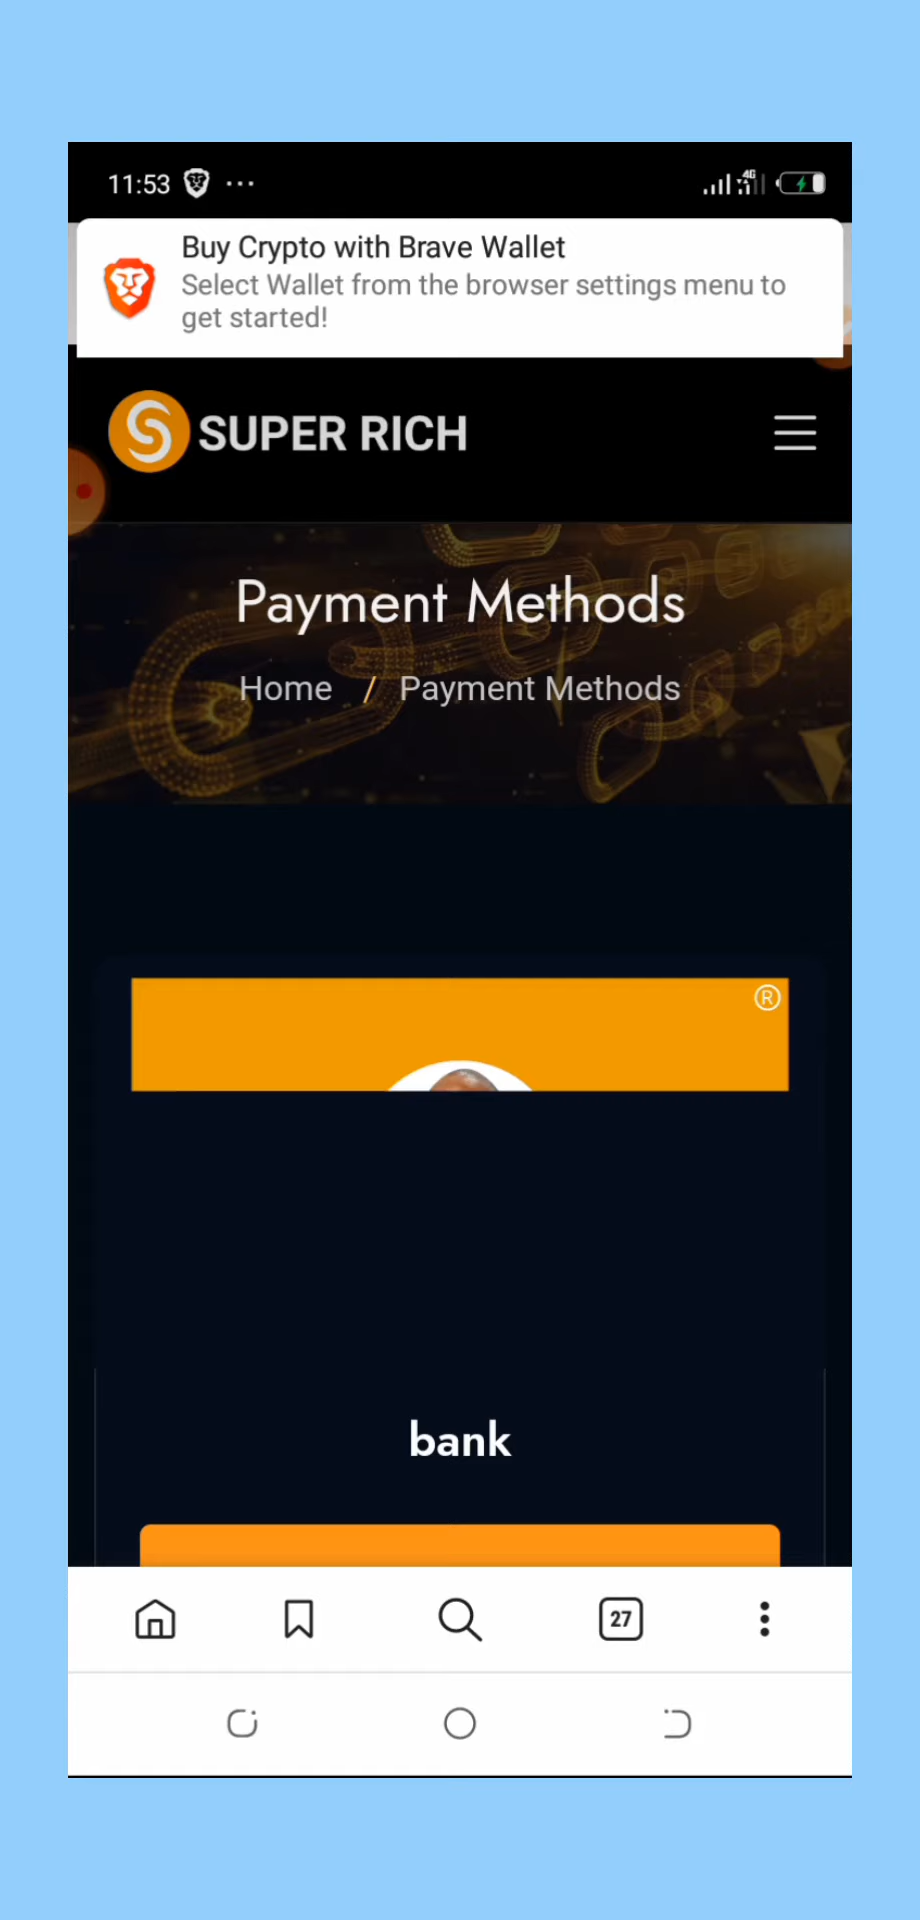 11:53
4G
Buy Crypto with Brave Wallet
Select Wallet from the browser settings menu to
get started!
S SUPER RICH
Payment Methods
Home / Payment Methods
®
bank
27